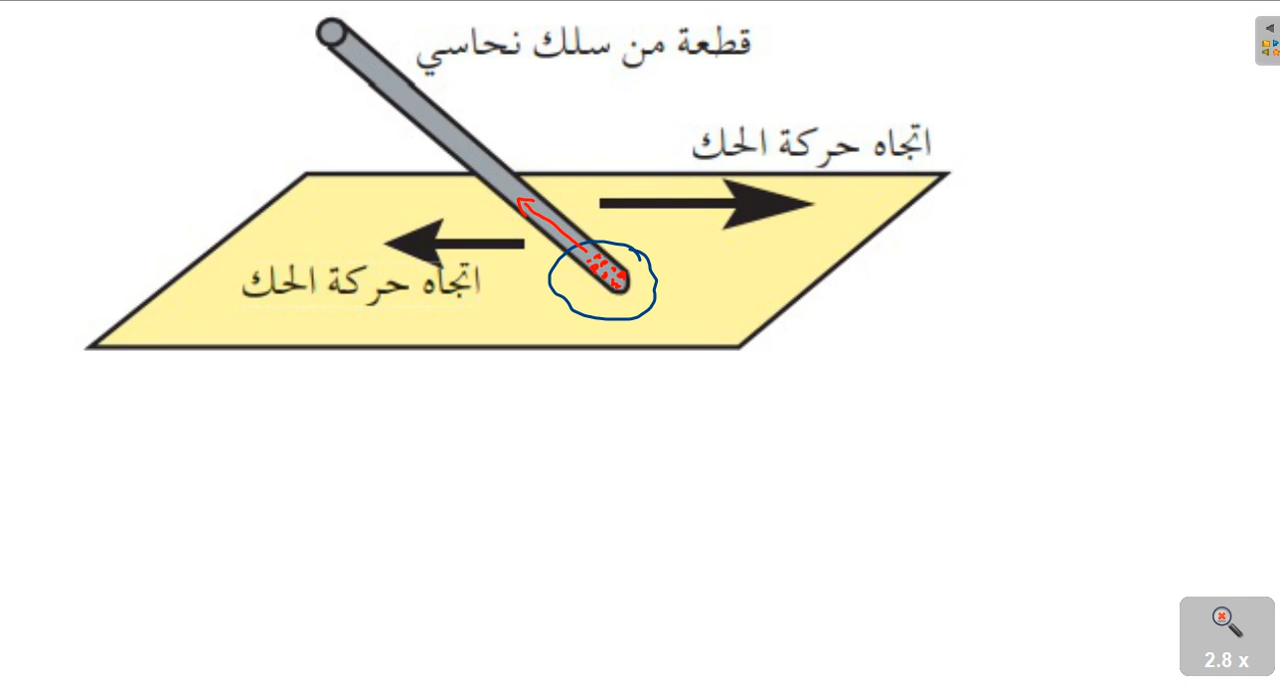 قطعة من سلك نحاسي
اتجاه حركة الحك
اتجاه حركة الحك
2.8 x